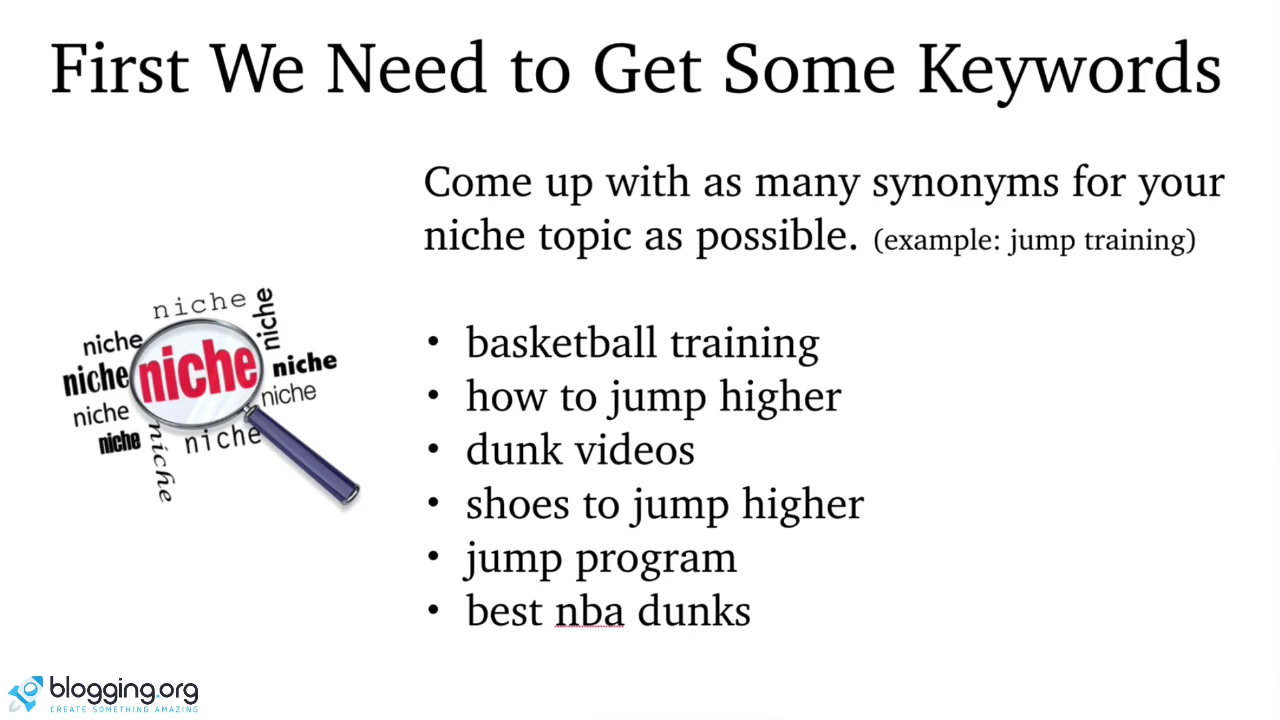 First We Need to Get Some Keywords
Come up with as many synonyms for your
niche topic as possible. (example: jump training)
niche
niche
niche
niche
niche
niche
niche
niche
niche
niche
niche
• basketball training
• how to jump higher
• dunk videos
• shoes to jump higher
• jump program
• best nba dunks
blogging.org
CREATE SOMETHING AMAZING